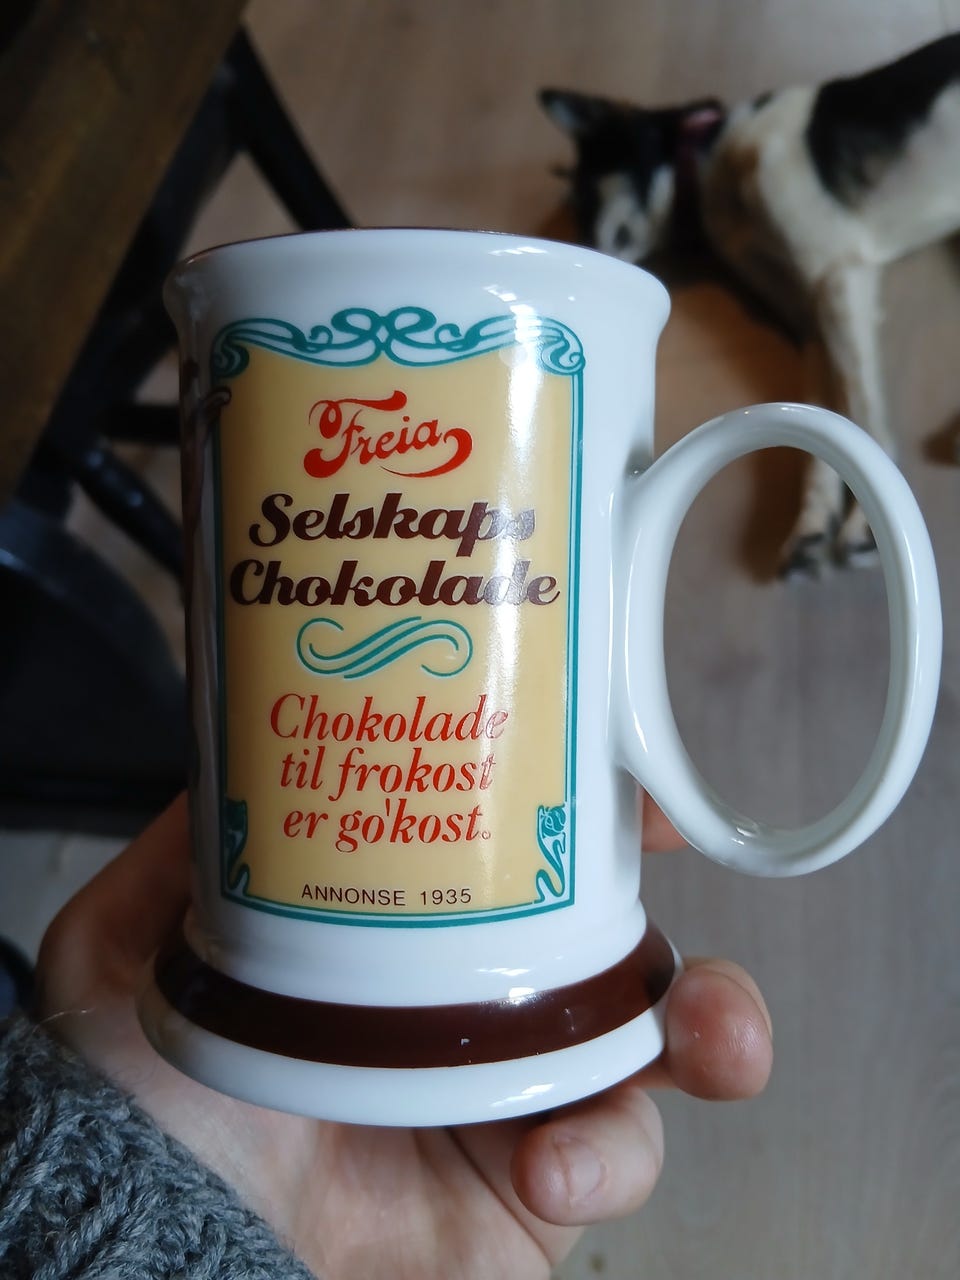 Freia
Selskaps
Chokolade
Chokolade
til frokost
er go'kost.
ANNONSE 1935